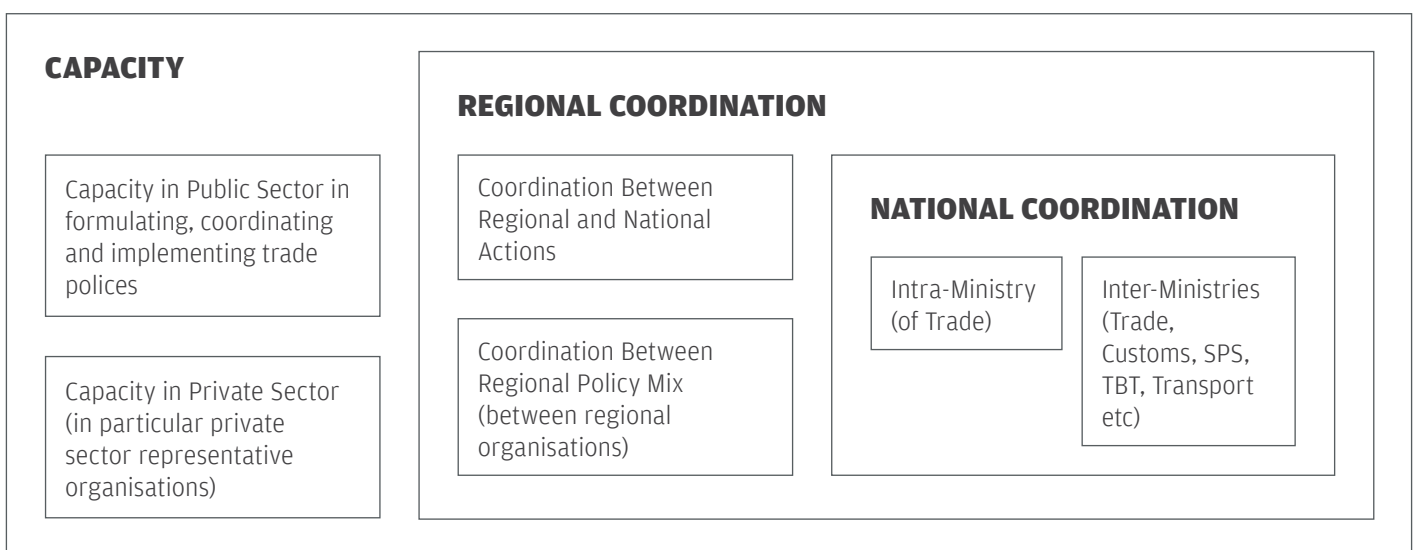 CAPACITY
Capacity in Public Sector in
formulating, coordinating
and implementing trade
polices
Capacity in Private Sector
(in particular private
sector representative
organisations)
REGIONAL COORDINATION
Coordination Between
Regional and National
Actions
Coordination Between
Regional Policy Mix
(between regional
organisations)
NATIONAL COORDINATION
Intra-Ministry
(of Trade)
Inter-Ministries
(Trade,
Customs, SPS,
TBT, Transport
etc)